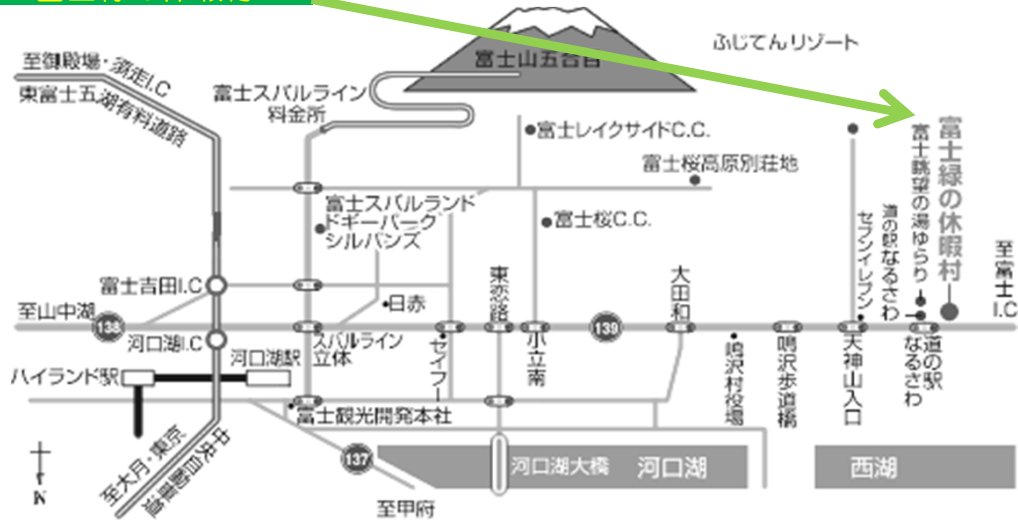 ふじてんリゾート
富士山五合目
至御殿場・須走I.C
東富士五湖有料道路
富士スバルライン
料金所
富士レイクサイドC.C.
富士桜高原別荘地
富士緑の休暇村
富士眺望の湯ゆらり
道の駅なるさわ
セブンイレブン
富士スバルランド
ドギーパーク
シルバンズ
富士桜C.C.
至富士
I.C
富士吉田I.C
日赤
東恋路
大田和
至山中湖
138
139
河口湖I.C
河口湖駅
スバルライン
立体
セイフー
小立南
鳴沢村役場
鳴沢歩道橋
天神山入口
道の駅
なるさわ
ハイランド駅
富士観光開発本社
中央自動車道
至大月・東京
137
河口湖大橋
河口湖
西湖
至甲府
N